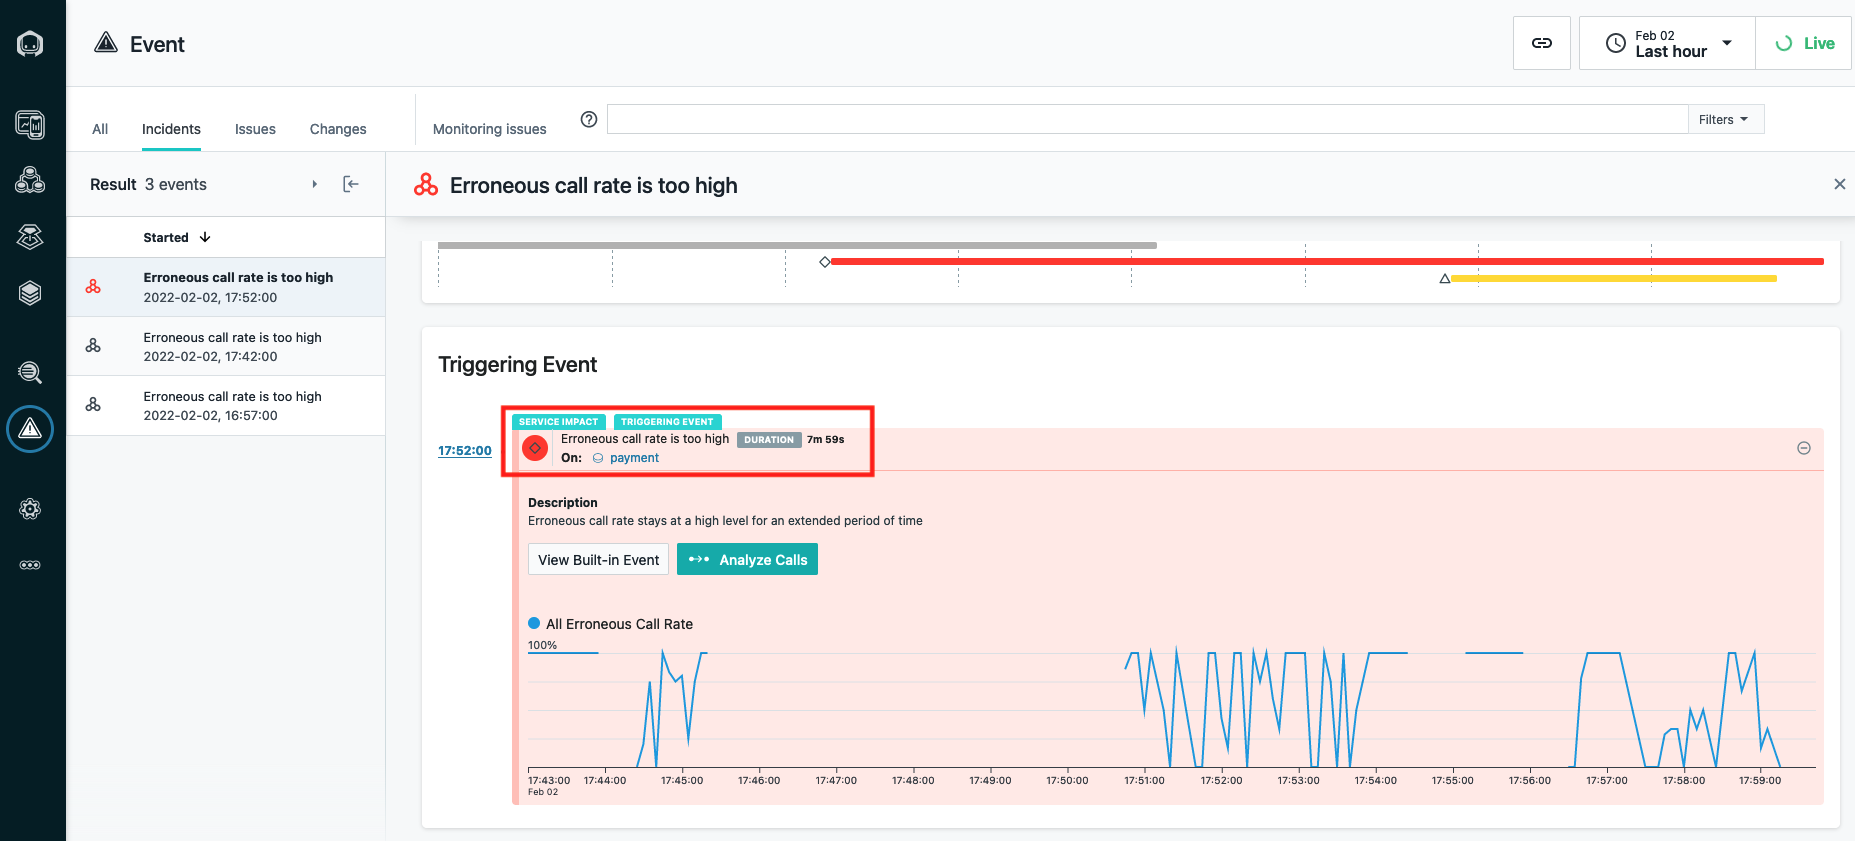 Event
Feb 02
Last hour
Live
All
Incidents
Issues
Changes
Monitoring issues
Filters
Result 3 events
Erroneous call rate is too high
Started
Erroneous call rate is too high
2022-02-02, 17:52:00
Erroneous call rate is too high
2022-02-02, 17:42:00
Erroneous call rate is too high
2022-02-02, 16:57:00
Triggering Event
SERVICE IMPACT
TRIGGERING EVENT
17:52:00
Erroneous call rate is too high DURATION 7m 59s
On: payment
Description
Erroneous call rate stays at a high level for an extended period of time
View Built-in Event
Analyze Calls
All Erroneous Call Rate
100%
17:43:00 17:44:00 17:45:00 17:46:00 17:47:00 17:48:00 17:49:00 17:50:00 17:51:00 17:52:00 17:53:00 17:54:00 17:55:00 17:56:00 17:57:00 17:58:00 17:59:00
Feb 02